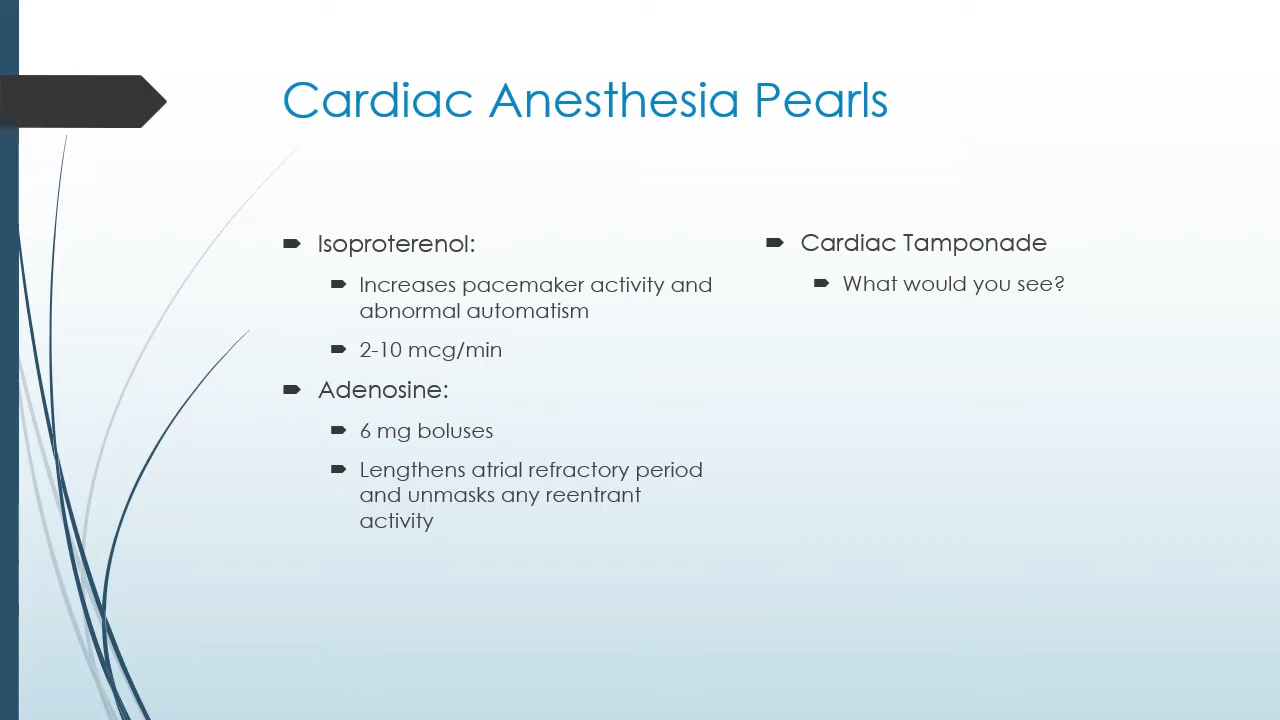 Cardiac Anesthesia Pearls
Isoproterenol:
Increases pacemaker activity and
abnormal automatism
2-10 mcg/min
Adenosine:
6 mg boluses
Lengthens atrial refractory period
and unmasks any reentrant
activity
Cardiac Tamponade
What would you see?